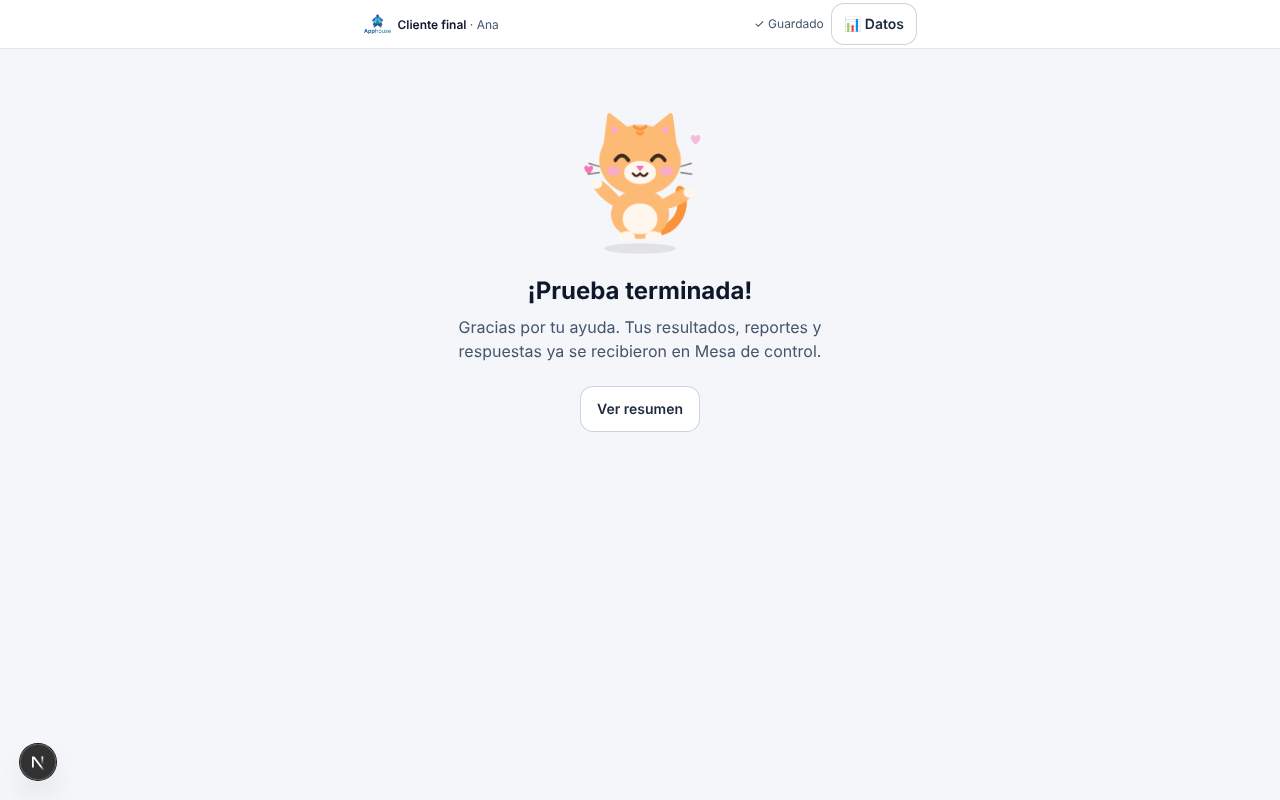 Apphouse
Cliente final · Ana
✓ Guardado
Datos
¡Prueba terminada!
Gracias por tu ayuda. Tus resultados, reportes y
respuestas ya se recibieron en Mesa de control.
Ver resumen
N